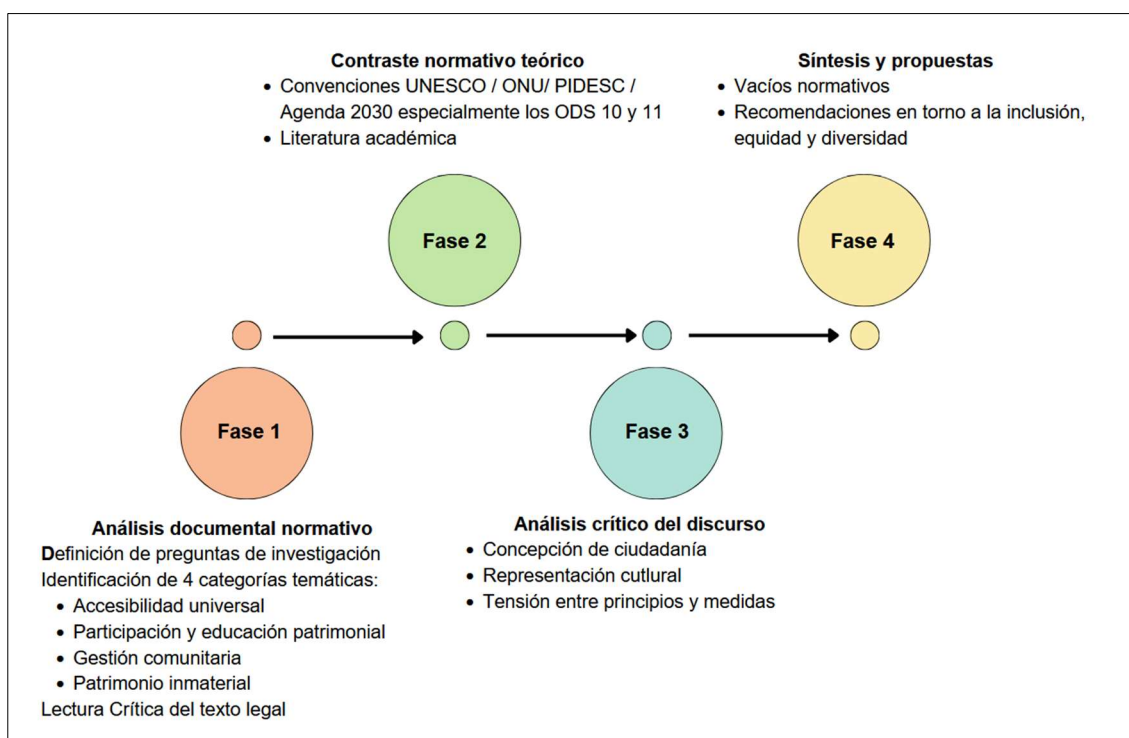 Contraste normativo teórico
• Convenciones UNESCO / ONU/ PIDESC /
Agenda 2030 especialmente los ODS 10 y 11
• Literatura académica
Síntesis y propuestas
• Vacíos normativos
• Recomendaciones en torno a la inclusión,
equidad y diversidad
Fase 2
Fase 4
Fase 1
Fase 3
Análisis documental normativo
Definición de preguntas de investigación
Identificación de 4 categorías temáticas:
• Accesibilidad universal
• Participación y educación patrimonial
• Gestión comunitaria
• Patrimonio inmaterial
Lectura Crítica del texto legal
Análisis crítico del discurso
• Concepción de ciudadanía
• Representación cutlural
• Tensión entre principios y medidas